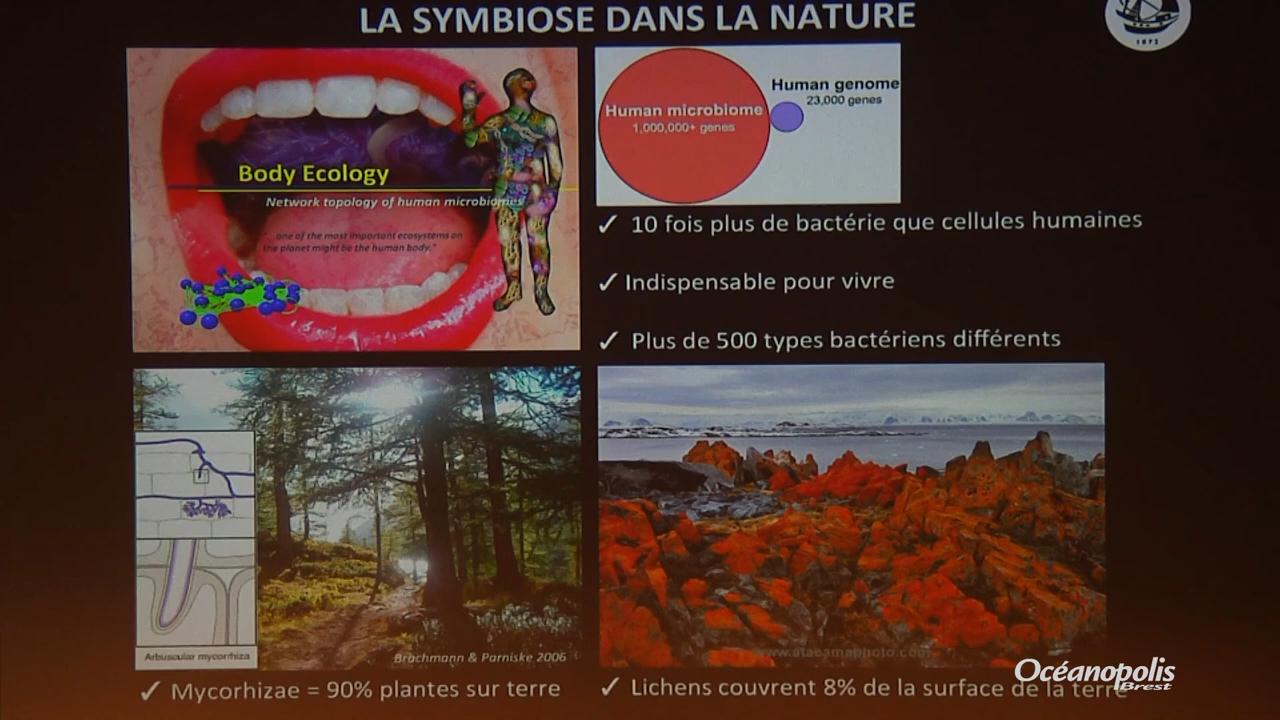 LA SYMBIOSE DANS LA NATURE
1872
Body Ecology
Network topology of human microbiomes
"...one of the most important ecosystems on
the planet might be the human body."
Human microbiome
1,000,000+ genes
Human genome
23,000 genes
✓ 10 fois plus de bactérie que cellules humaines
✓ Indispensable pour vivre
✓ Plus de 500 types bactériens différents
Arbuscular mycorrhiza
Brachmann & Parniske 2006
www.atacamaphoto.com
✓ Mycorhizae = 90% plantes sur terre
✓ Lichens couvrent 8% de la surface de la terre
Océanopolis
Brest